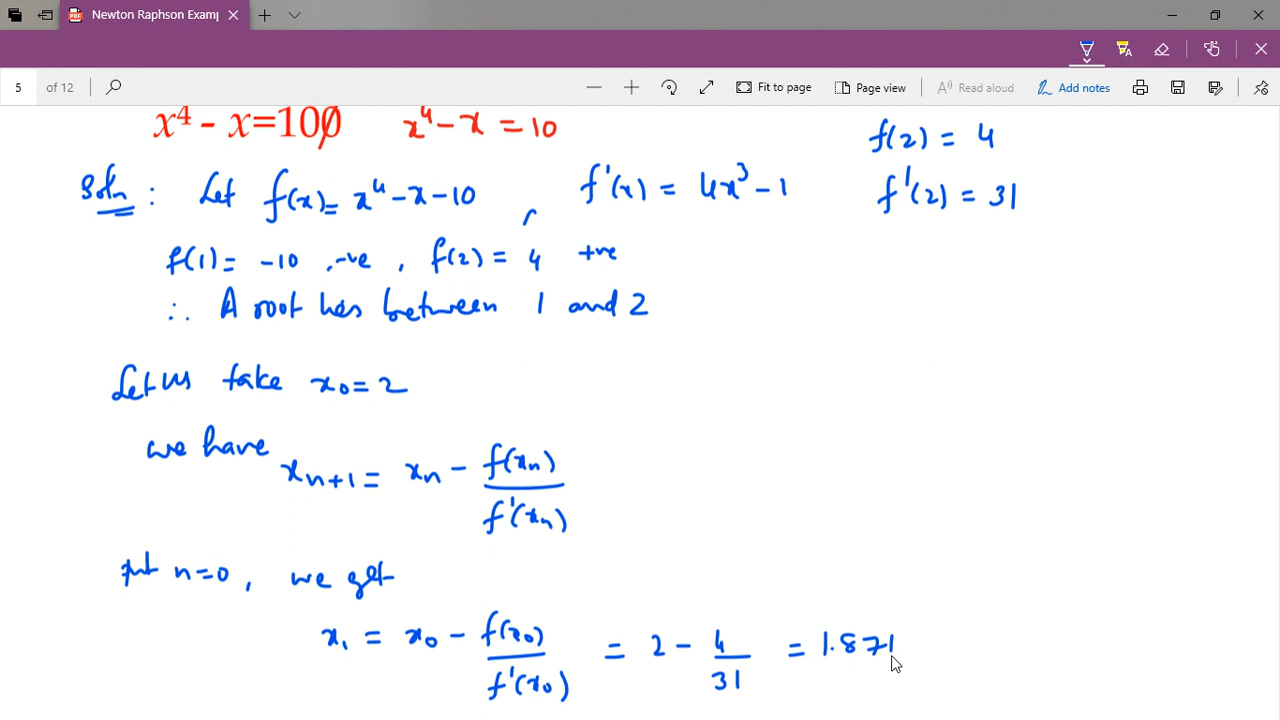 Newton Raphson Examp
5 of 12 Fit to page Page view Read aloud Add notes
x⁴ - x=100 x⁴ - x = 10
f(2) = 4
Soln : Let f(x) = x⁴ - x - 10 , f'(x) = 4x³ - 1
f'(2) = 31
f(1) = -10 , -ve , f(2) = 4 +ve
∴ A root lies between 1 and 2
Let us take x₀ = 2
we have xₙ₊₁ = xₙ - f(xₙ)/f'(xₙ)
put n=0 , we get
x₁ = x₀ - f(x₀)/f'(x₀) = 2 - 4/31 = 1.871